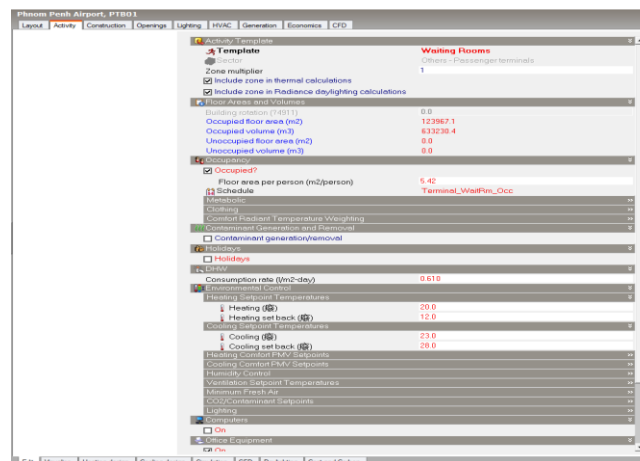 Phnom Penh Airport, PTB01
Layout Activity Construction Openings Lighting HVAC Generation Economics CFD
Activity Template
Template Waiting Rooms
Sector Others - Passenger terminals
Zone multiplier 1
Include zone in thermal calculations
Include zone in Radiance daylighting calculations
Floor Areas and Volumes
Building rotation (74911) 0.0
Occupied floor area (m2) 123967.1
Occupied volume (m3) 633230.4
Unoccupied floor area (m2) 0.0
Unoccupied volume (m3) 0.0
Occupancy
Occupied?
Floor area per person (m2/person) 5.42
Schedule Terminal_WaitRm_Occ
Metabolic
Clothing
Comfort Radiant Temperature Weighting
Contaminant Generation and Removal
Contaminant generation/removal
Holidays
Holidays
DHW
Consumption rate (l/m2-day) 0.610
Environmental Control
Heating Setpoint Temperatures
Heating 20.0
Heating set back 12.0
Cooling Setpoint Temperatures
Cooling 23.0
Cooling set back 28.0
Heating Comfort PMV Setpoints
Cooling Comfort PMV Setpoints
Humidity Control
Ventilation Setpoint Temperatures
Minimum Fresh Air
CO2/Contaminant Setpoints
Lighting
Computers
On
Office Equipment
On